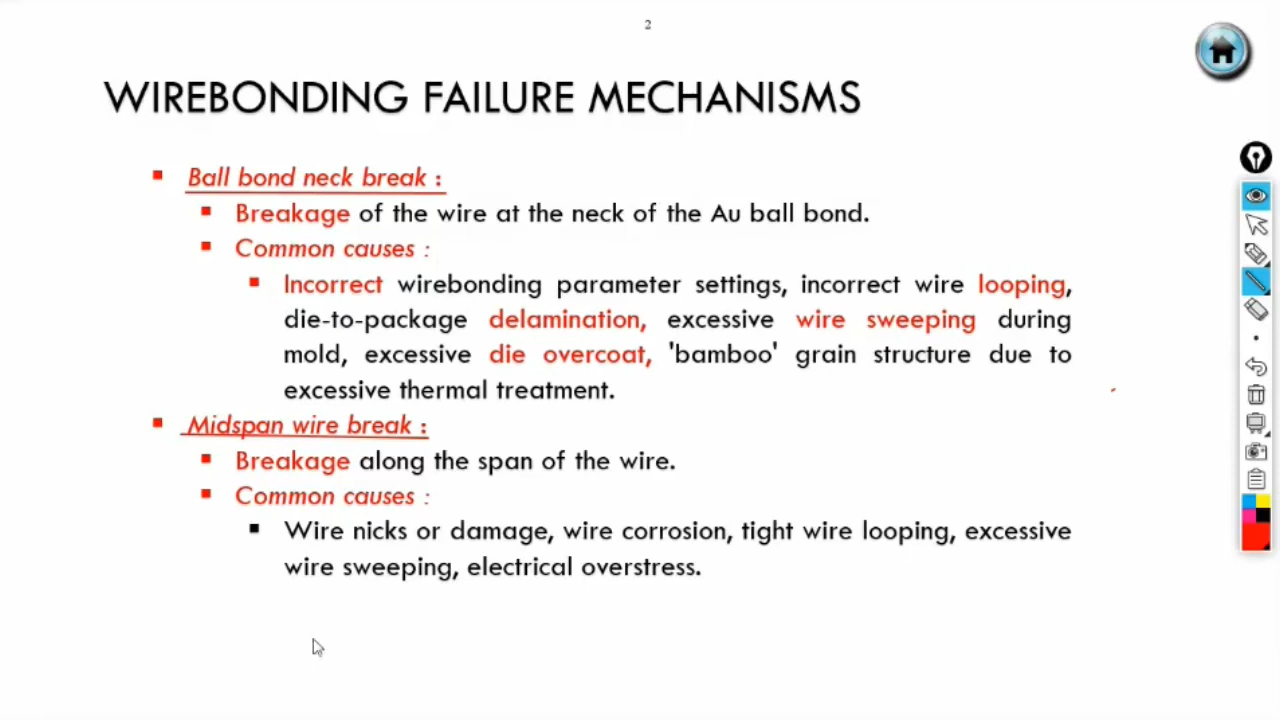 2
WIREBONDING FAILURE MECHANISMS
Ball bond neck break :
Breakage of the wire at the neck of the Au ball bond.
Common causes :
Incorrect wirebonding parameter settings, incorrect wire looping,
die-to-package delamination, excessive wire sweeping during
mold, excessive die overcoat, 'bamboo' grain structure due to
excessive thermal treatment.
Midspan wire break :
Breakage along the span of the wire.
Common causes :
Wire nicks or damage, wire corrosion, tight wire looping, excessive
wire sweeping, electrical overstress.